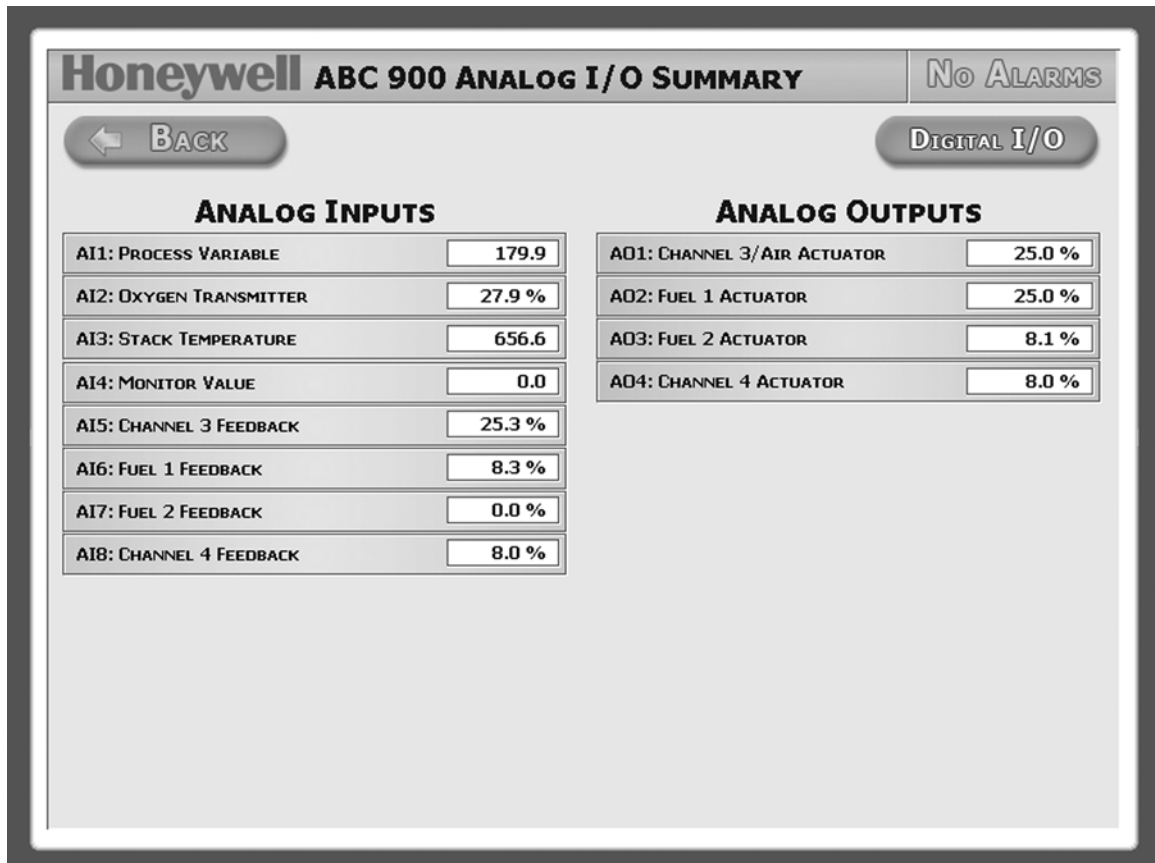 Honeywell ABC 900 ANALOG I/O SUMMARY
NO ALARMS
BACK
DIGITAL I/O
ANALOG INPUTS
AI1: PROCESS VARIABLE 179.9
AI2: OXYGEN TRANSMITTER 27.9 %
AI3: STACK TEMPERATURE 656.6
AI4: MONITOR VALUE 0.0
AI5: CHANNEL 3 FEEDBACK 25.3 %
AI6: FUEL 1 FEEDBACK 8.3 %
AI7: FUEL 2 FEEDBACK 0.0 %
AI8: CHANNEL 4 FEEDBACK 8.0 %
ANALOG OUTPUTS
AO1: CHANNEL 3/AIR ACTUATOR 25.0 %
AO2: FUEL 1 ACTUATOR 25.0 %
AO3: FUEL 2 ACTUATOR 8.1 %
AO4: CHANNEL 4 ACTUATOR 8.0 %